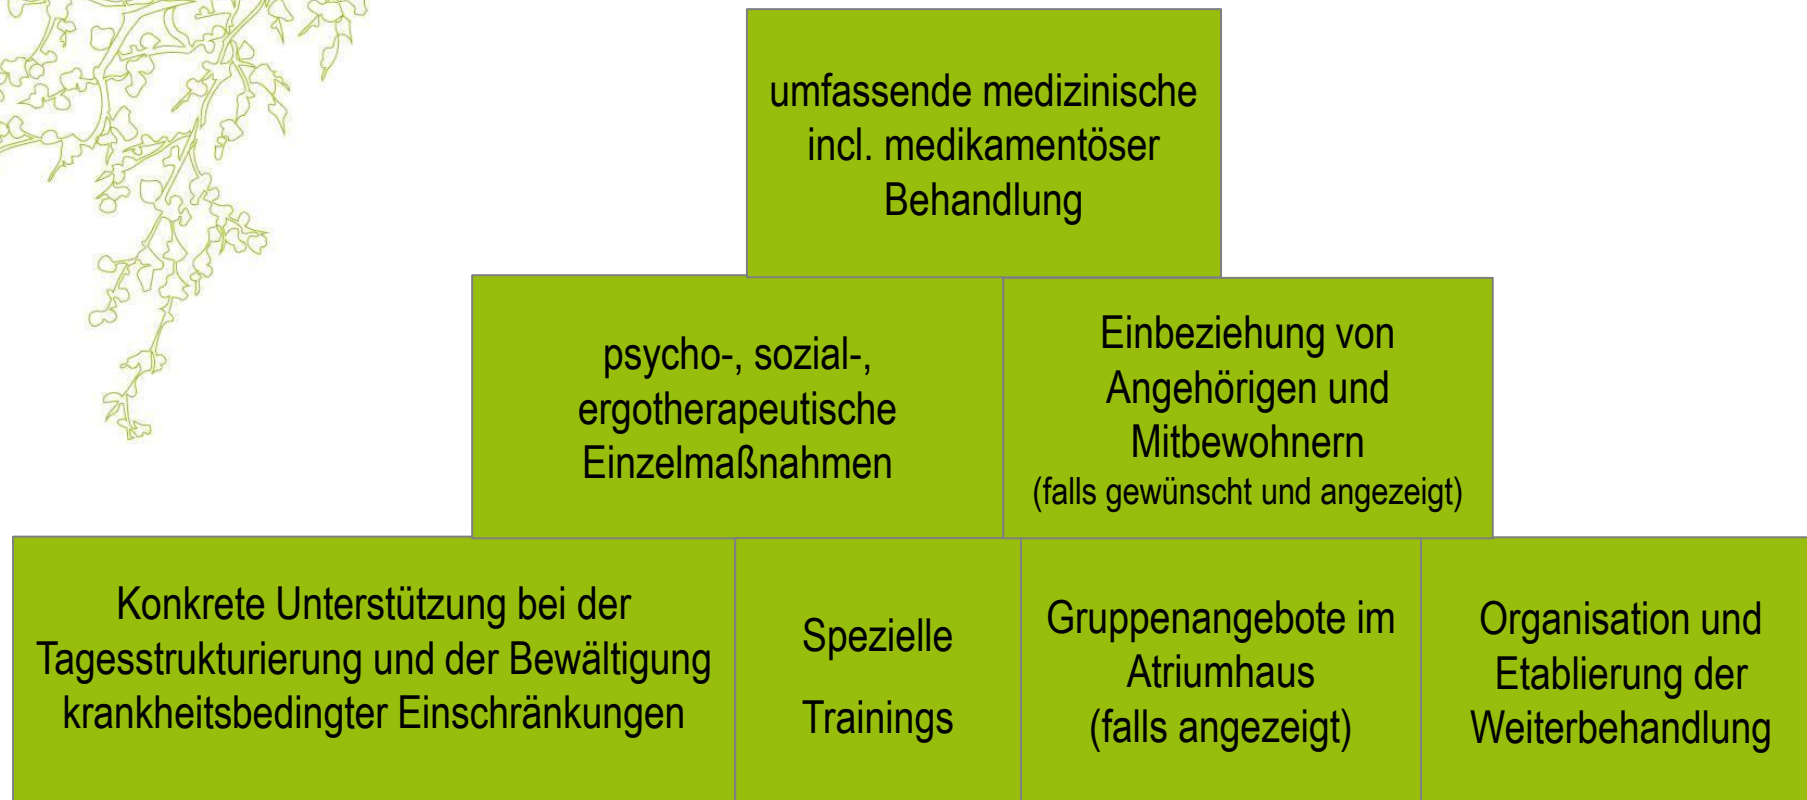 umfassende medizinische
incl. medikamentöser
Behandlung
psycho-, sozial-,
ergotherapeutische
Einzelmaßnahmen
Einbeziehung von
Angehörigen und
Mitbewohnern
(falls gewünscht und angezeigt)
Konkrete Unterstützung bei der
Tagesstrukturierung und der Bewältigung
krankheitsbedingter Einschränkungen
Spezielle
Trainings
Gruppenangebote im
Atriumhaus
(falls angezeigt)
Organisation und
Etablierung der
Weiterbehandlung